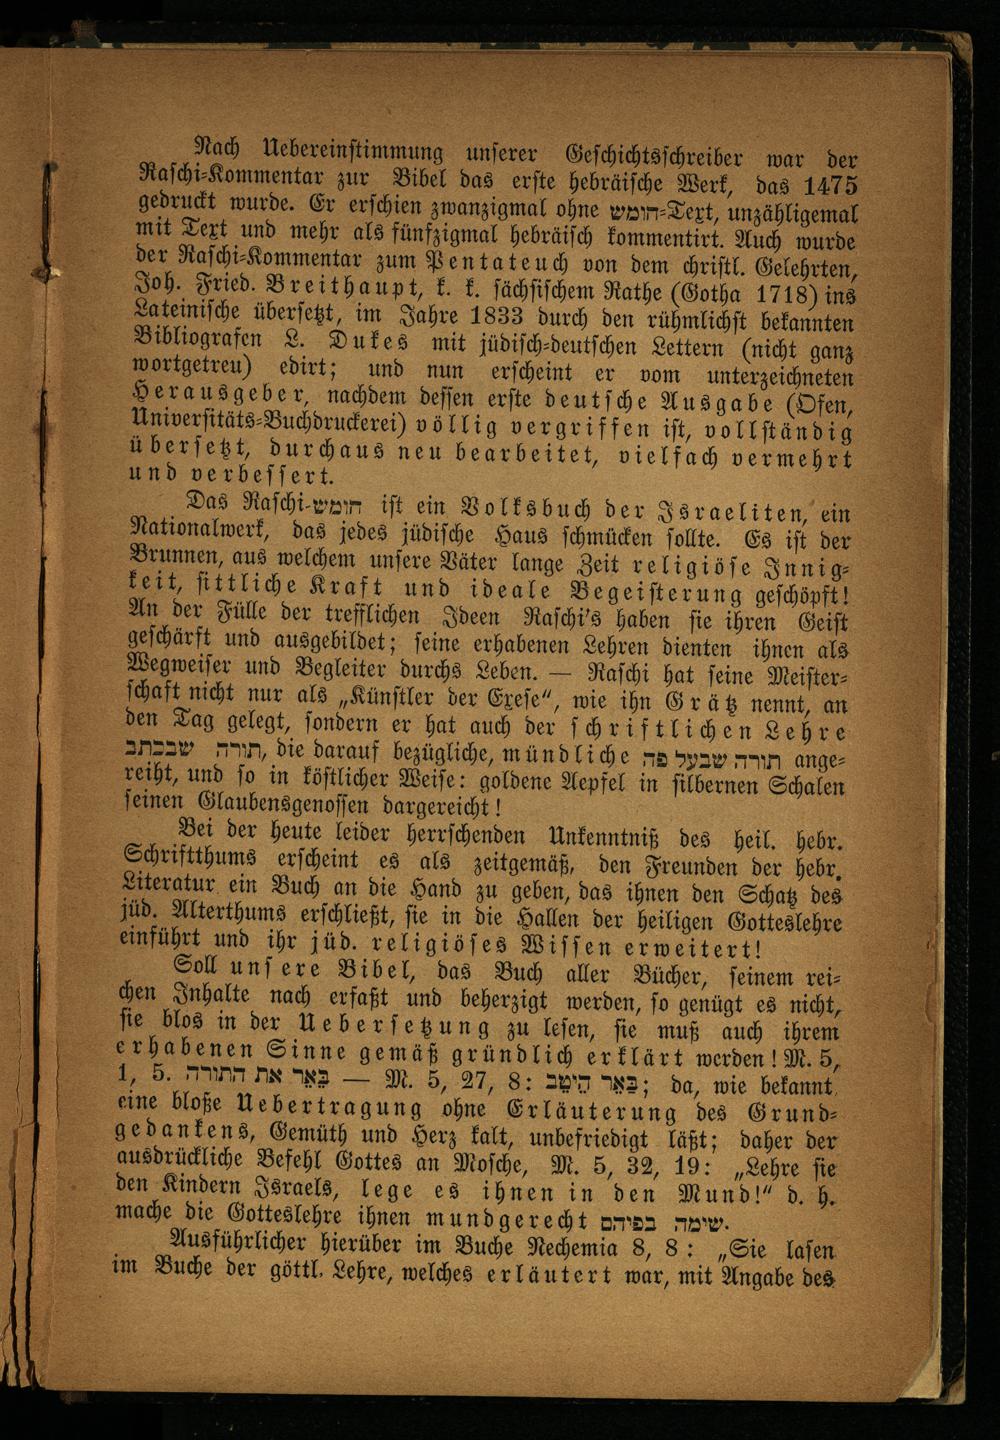 Nach Uebereinstimmung unserer Geschichtsschreiber war der
Raschi-Kommentar zur Bibel das erste hebräische Werk, das 1475
gedruckt wurde. Er erschien zwanzigmal ohne חומש-Text, unzähligemal
mit Text und mehr als fünfzigmal hebräisch kommentirt. Auch wurde
der Raschi-Kommentar zum Pentateuch von dem christl. Gelehrten,
Joh. Fried. Breithaupt, k. k. sächsischem Rathe (Gotha 1718) ins
Lateinische übersetzt, im Jahre 1833 durch den rühmlichst bekannten
Bibliografen L. Dukes mit jüdisch-deutschen Lettern (nicht ganz
wortgetreu) edirt; und nun erscheint er vom unterzeichneten
Herausgeber, nachdem dessen erste deutsche Ausgabe (Ofen,
Universitäts-Buchdruckerei) völlig vergriffen ist, vollständig
übersetzt, durchaus neu bearbeitet, vielfach vermehrt
und verbessert.
Das Raschi-חומש ist ein Volksbuch der Israeliten, ein
Nationalwerk, das jedes jüdische Haus schmücken sollte. Es ist der
Brunnen, aus welchem unsere Väter lange Zeit religiöse Innig-
keit, sittliche Kraft und ideale Begeisterung geschöpft!
An der Fülle der trefflichen Ideen Raschi's haben sie ihren Geist
geschärft und ausgebildet; seine erhabenen Lehren dienten ihnen als
Wegweiser und Begleiter durchs Leben. — Raschi hat seine Meister-
schaft nicht nur als „Künstler der Exese“, wie ihn Grätz nennt, an
den Tag gelegt, sondern er hat auch der schriftlichen Lehre
תורה שבכתב, die darauf bezügliche, mündliche תורה שבעל פה ange-
reiht, und so in köstlicher Weise: goldene Aepfel in silbernen Schalen
seinen Glaubensgenossen dargereicht!
Bei der heute leider herrschenden Unkenntniß des heil. hebr.
Schriftthums erscheint es als zeitgemäß, den Freunden der hebr.
Literatur ein Buch an die Hand zu geben, das ihnen den Schatz des
jüd. Alterthums erschließt, sie in die Hallen der heiligen Gotteslehre
einführt und ihr jüd. religiöses Wissen erweitert!
Soll unsere Bibel, das Buch aller Bücher, seinem rei-
chen Inhalte nach erfaßt und beherzigt werden, so genügt es nicht,
sie blos in der Uebersetzung zu lesen, sie muß auch ihrem
erhabenen Sinne gemäß gründlich erklärt werden! M. 5,
1, 5. בֵּאֵר את התורה — M. 5, 27, 8: בַּאֵר הֵיטֵב; da, wie bekannt
eine bloße Uebertragung ohne Erläuterung des Grund-
gedankens, Gemüth und Herz kalt, unbefriedigt läßt; daher der
ausdrückliche Befehl Gottes an Mosche, M. 5, 32, 19: „Lehre sie
den Kindern Israels, lege es ihnen in den Mund!“ d. h.
mache die Gotteslehre ihnen mundgerecht שימה בפיהם.
Ausführlicher hierüber im Buche Nechemia 8, 8: „Sie lasen
im Buche der göttl. Lehre, welches erläutert war, mit Angabe des